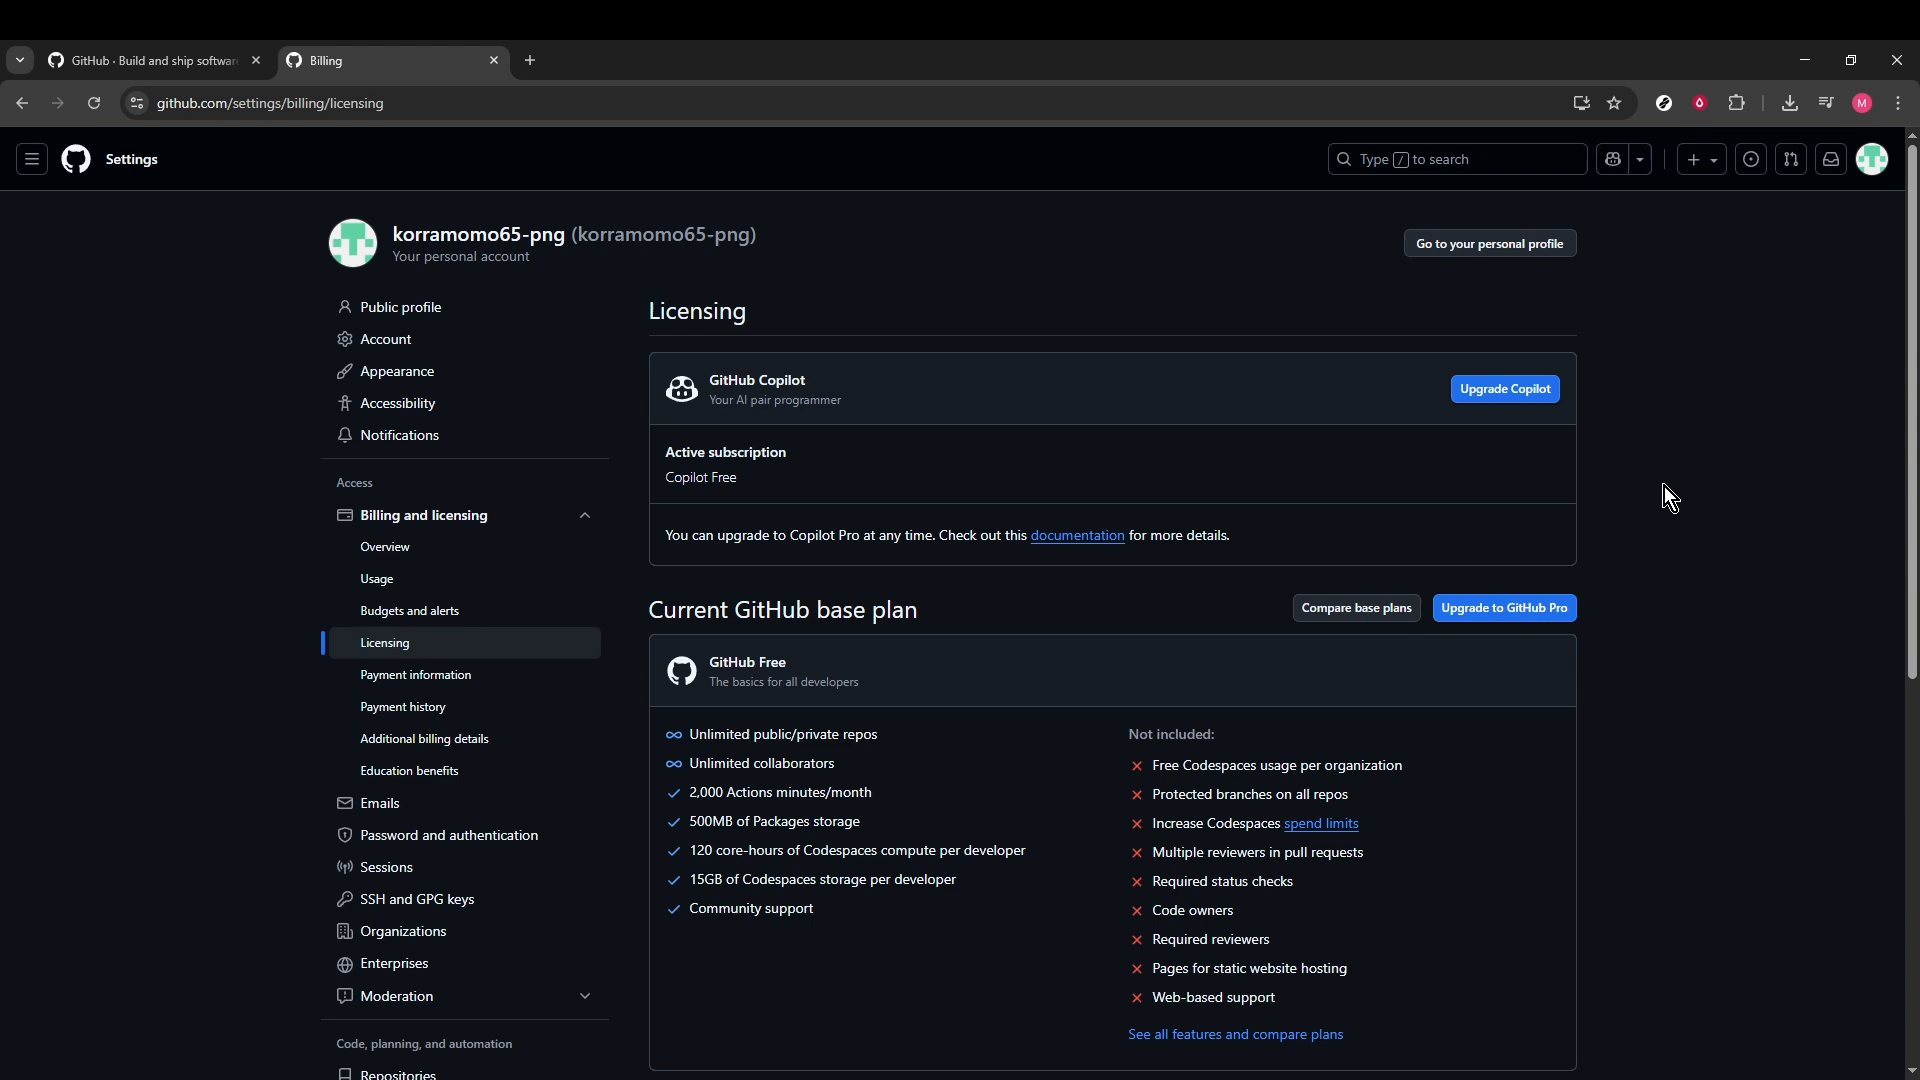 GitHub · Build and ship softwar
Billing
github.com/settings/billing/licensing
M
Settings
Type / to search
korramomo65-png (korramomo65-png)
Your personal account
Go to your personal profile
Public profile
Account
Appearance
Accessibility
Notifications
Access
Billing and licensing
Overview
Usage
Budgets and alerts
Licensing
Payment information
Payment history
Additional billing details
Education benefits
Emails
Password and authentication
Sessions
SSH and GPG keys
Organizations
Enterprises
Moderation
Code, planning, and automation
Repositories
Licensing
GitHub Copilot
Your AI pair programmer
Upgrade Copilot
Active subscription
Copilot Free
You can upgrade to Copilot Pro at any time. Check out this documentation for more details.
Current GitHub base plan
Compare base plans
Upgrade to GitHub Pro
GitHub Free
The basics for all developers
Unlimited public/private repos
Unlimited collaborators
2,000 Actions minutes/month
500MB of Packages storage
120 core-hours of Codespaces compute per developer
15GB of Codespaces storage per developer
Community support
Not included:
Free Codespaces usage per organization
Protected branches on all repos
Increase Codespaces spend limits
Multiple reviewers in pull requests
Required status checks
Code owners
Required reviewers
Pages for static website hosting
Web-based support
See all features and compare plans